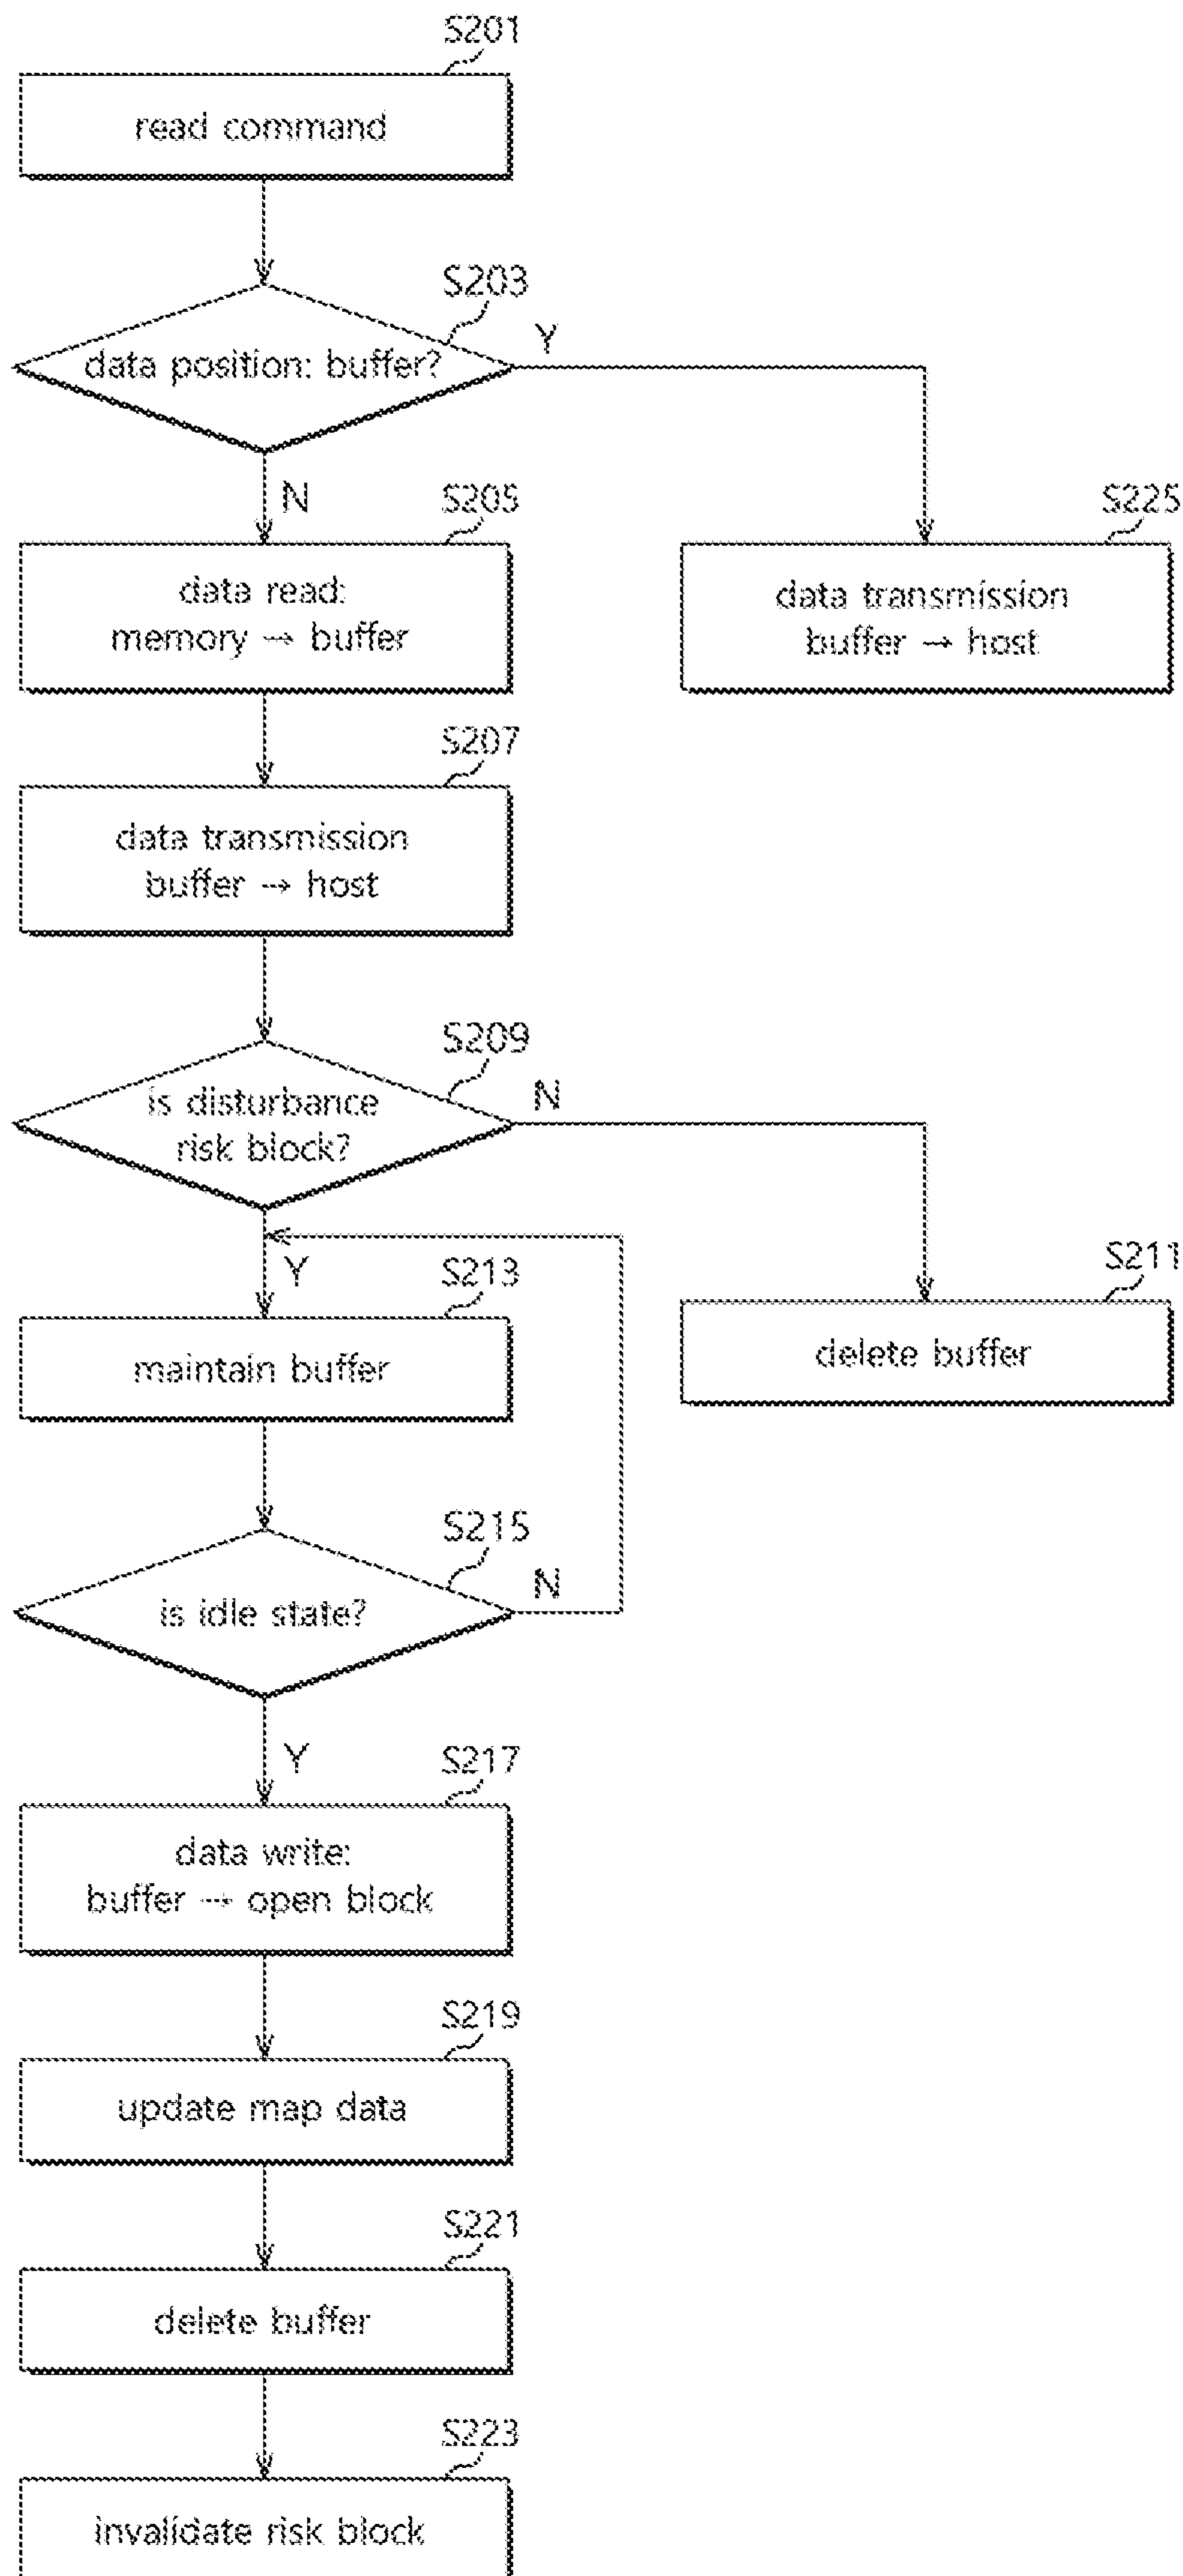 S201
read command
S203
data position: buffer?
Y
N
S205
data read:
memory → buffer
S225
data transmission
buffer → host
S207
data transmission
buffer → host
S209
is disturbance
risk block?
N
Y
S213
maintain buffer
S211
delete buffer
S215
is idle state?
N
Y
S217
data write:
buffer → open block
S219
update map data
S221
delete buffer
S223
invalidate risk block